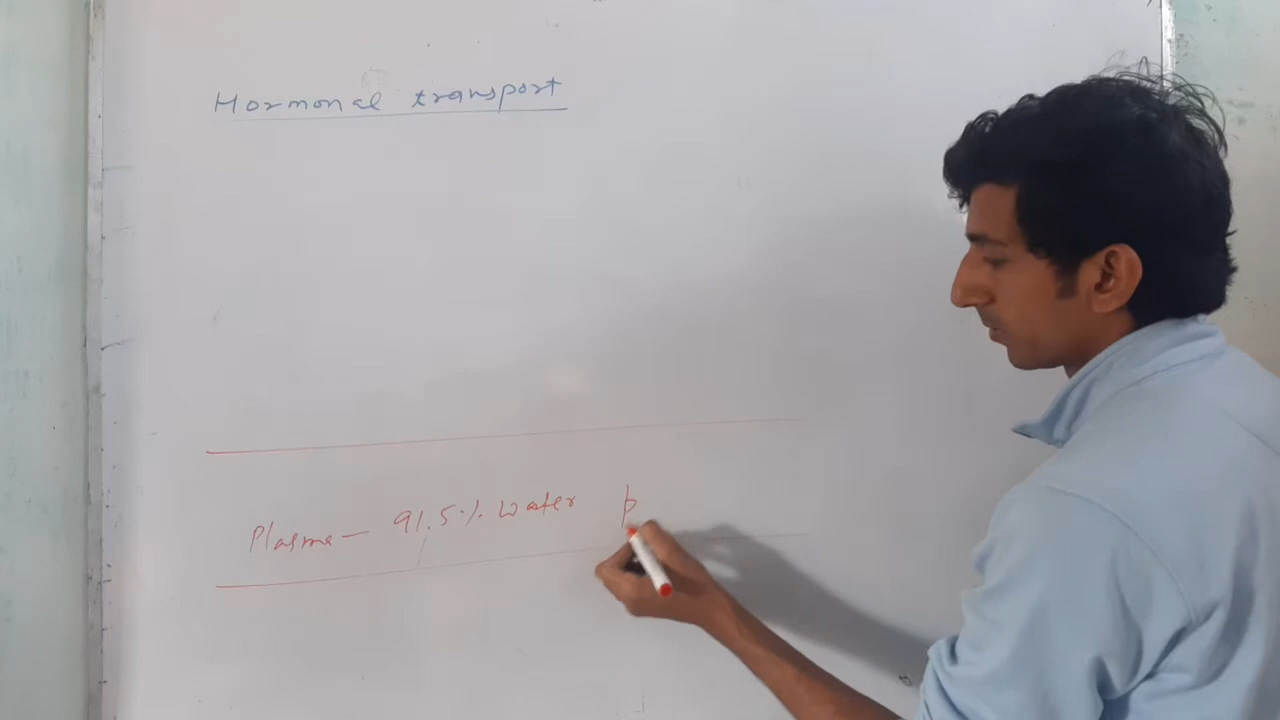 Hormonal transport
Plasma — 91.5% Water p